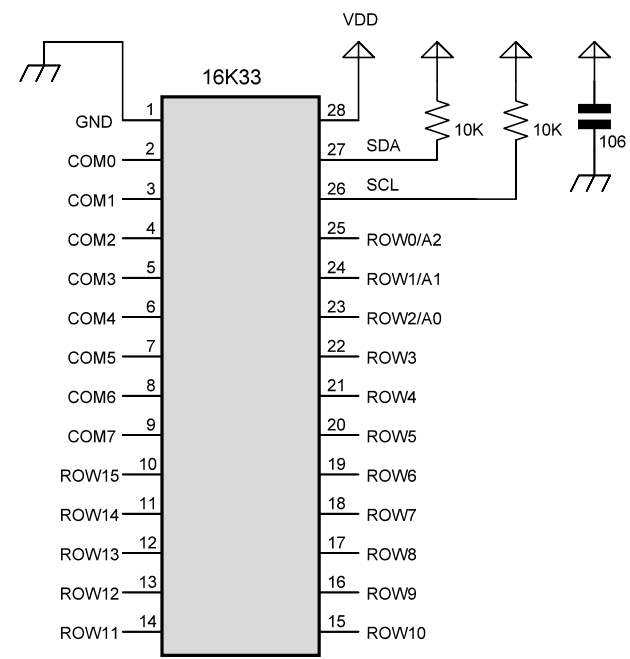 VDD
16K33
GND 1 28
10K 10K 106
COM0 2 27 SDA
COM1 3 26 SCL
COM2 4 25 ROW0/A2
COM3 5 24 ROW1/A1
COM4 6 23 ROW2/A0
COM5 7 22 ROW3
COM6 8 21 ROW4
COM7 9 20 ROW5
ROW15 10 19 ROW6
ROW14 11 18 ROW7
ROW13 12 17 ROW8
ROW12 13 16 ROW9
ROW11 14 15 ROW10